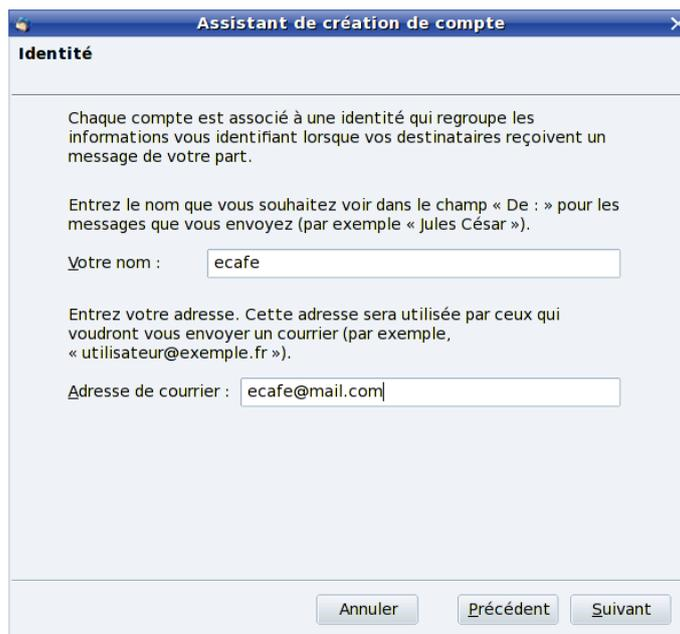 Assistant de création de compte
Identité
Chaque compte est associé à une identité qui regroupe les
informations vous identifiant lorsque vos destinataires reçoivent un
message de votre part.
Entrez le nom que vous souhaitez voir dans le champ « De : » pour les
messages que vous envoyez (par exemple « Jules César »).
Votre nom : ecafe
Entrez votre adresse. Cette adresse sera utilisée par ceux qui
voudront vous envoyer un courrier (par exemple,
« utilisateur@exemple.fr »).
Adresse de courrier : ecafe@mail.com
Annuler Précédent Suivant